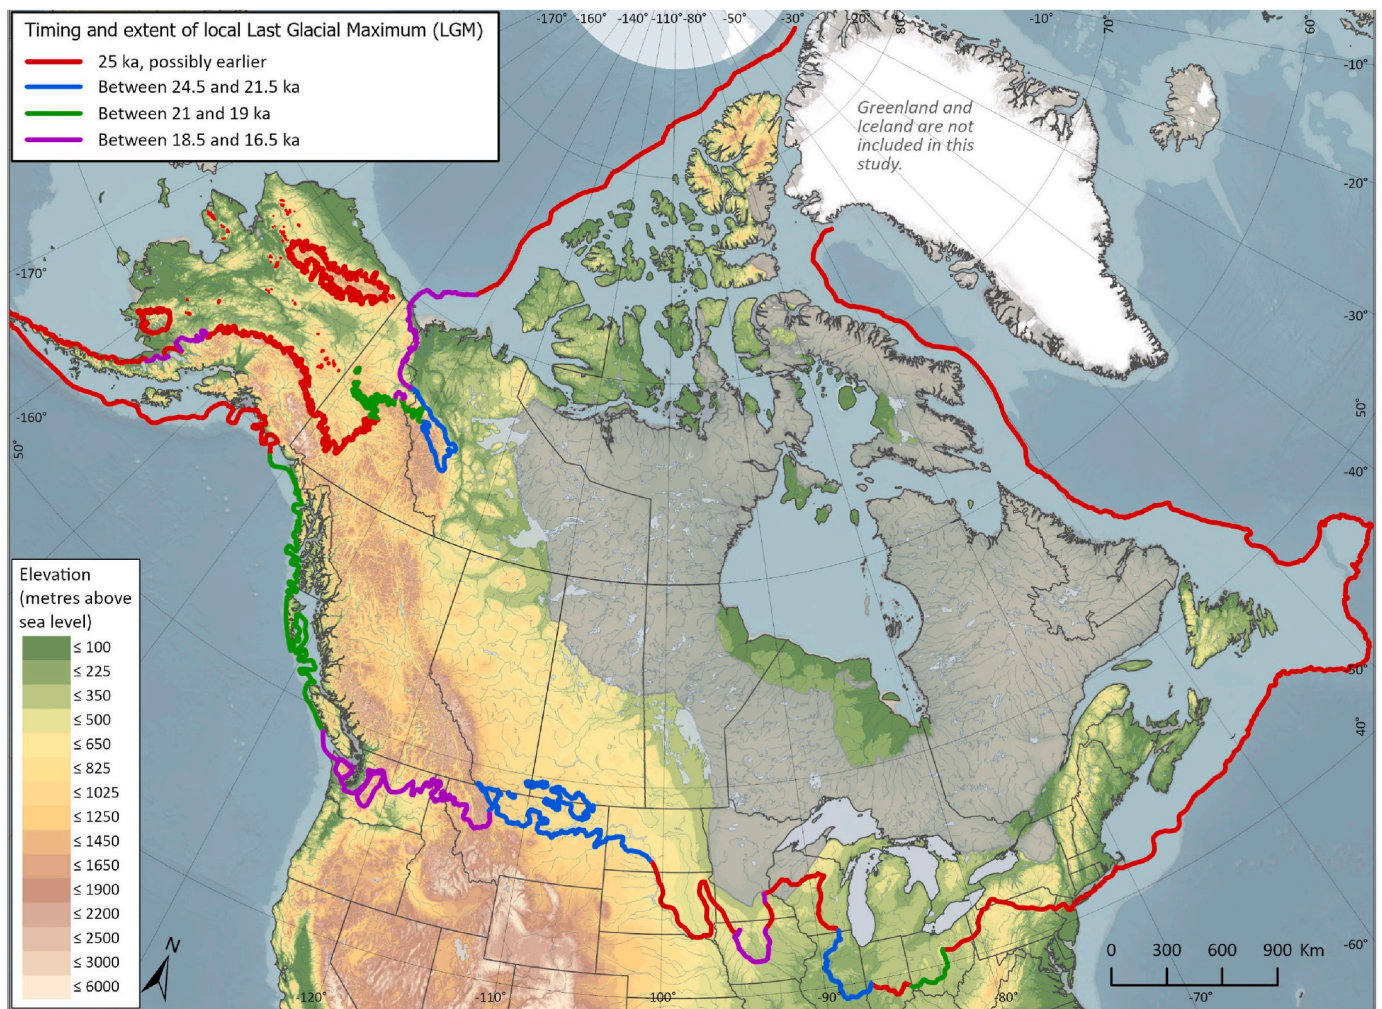 Timing and extent of local Last Glacial Maximum (LGM)
25 ka, possibly earlier
Between 24.5 and 21.5 ka
Between 21 and 19 ka
Between 18.5 and 16.5 ka
-170° -160° -140° -110° -80° -50° -30° -20° 80° -10° 70° 60°
-10°
Greenland and
Iceland are not
included in this
study.
-20°
-170°
-30°
-160°
50°
50°
-40°
Elevation
(metres above
sea level)
≤ 100
≤ 225
≤ 350
≤ 500
≤ 650
≤ 825
≤ 1025
≤ 1250
≤ 1450
≤ 1650
≤ 1900
≤ 2200
≤ 2500
≤ 3000
≤ 6000
-50°
40°
N
0 300 600 900 Km
-60°
-120° -110° -100° -90° -80° -70°